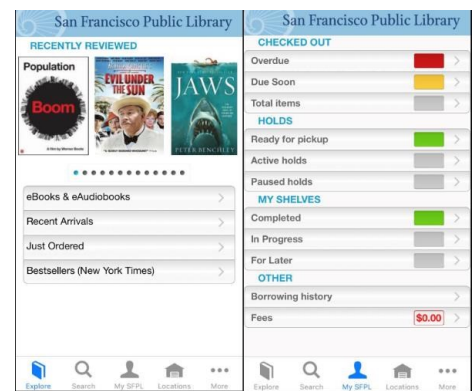 San Francisco Public Library
RECENTLY REVIEWED
Population
Boom
EVIL UNDER
THE SUN
JAWS
PETER BENCHLEY
eBooks & eAudiobooks
Recent Arrivals
Just Ordered
Bestsellers (New York Times)
Explore Search My SFPL Locations More
San Francisco Public Library
CHECKED OUT
Overdue
Due Soon
Total items
HOLDS
Ready for pickup
Active holds
Paused holds
MY SHELVES
Completed
In Progress
For Later
OTHER
Borrowing history
Fees $0.00
Explore Search My SFPL Locations More